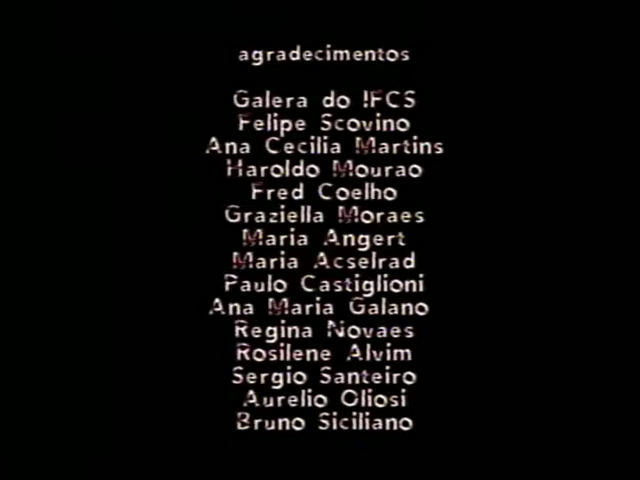 agradecimentos
Galera do IFCS
Felipe Scovino
Ana Cecilia Martins
Haroldo Mourao
Fred Coelho
Graziella Moraes
Maria Angert
Maria Acselrad
Paulo Castiglioni
Ana Maria Galano
Regina Novaes
Rosilene Alvim
Sergio Santeiro
Aurelio Oliosi
Bruno Siciliano